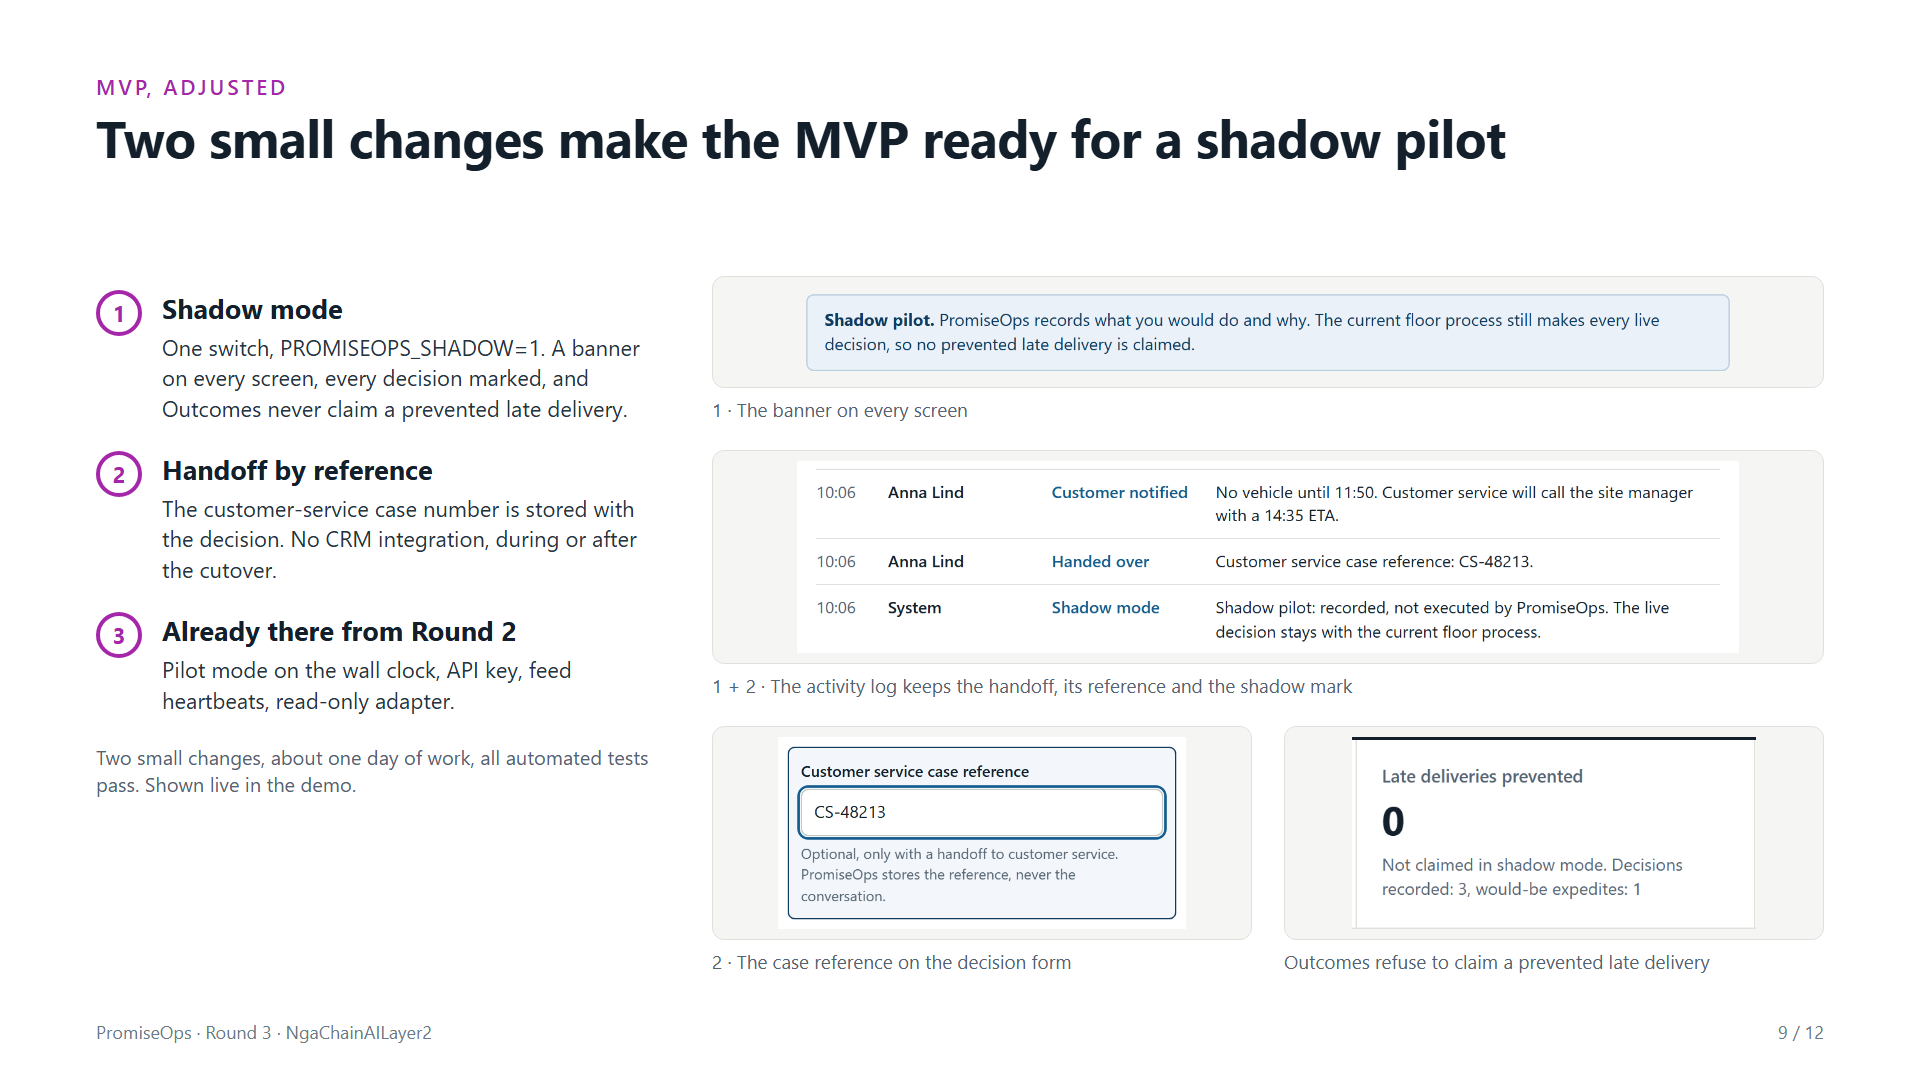 MVP, ADJUSTED
Two small changes make the MVP ready for a shadow pilot
1
Shadow mode
One switch, PROMISEOPS_SHADOW=1. A banner
on every screen, every decision marked, and
Outcomes never claim a prevented late delivery.
2
Handoff by reference
The customer-service case number is stored with
the decision. No CRM integration, during or after
the cutover.
3
Already there from Round 2
Pilot mode on the wall clock, API key, feed
heartbeats, read-only adapter.
Two small changes, about one day of work, all automated tests
pass. Shown live in the demo.
Shadow pilot. PromiseOps records what you would do and why. The current floor process still makes every live
decision, so no prevented late delivery is claimed.
1 · The banner on every screen
10:06 Anna Lind Customer notified No vehicle until 11:50. Customer service will call the site manager
with a 14:35 ETA.
10:06 Anna Lind Handed over Customer service case reference: CS-48213.
10:06 System Shadow mode Shadow pilot: recorded, not executed by PromiseOps. The live
decision stays with the current floor process.
1 + 2 · The activity log keeps the handoff, its reference and the shadow mark
Customer service case reference
CS-48213
Optional, only with a handoff to customer service.
PromiseOps stores the reference, never the
conversation.
2 · The case reference on the decision form
Late deliveries prevented
0
Not claimed in shadow mode. Decisions
recorded: 3, would-be expedites: 1
Outcomes refuse to claim a prevented late delivery
PromiseOps · Round 3 · NgaChainAILayer2
9 / 12